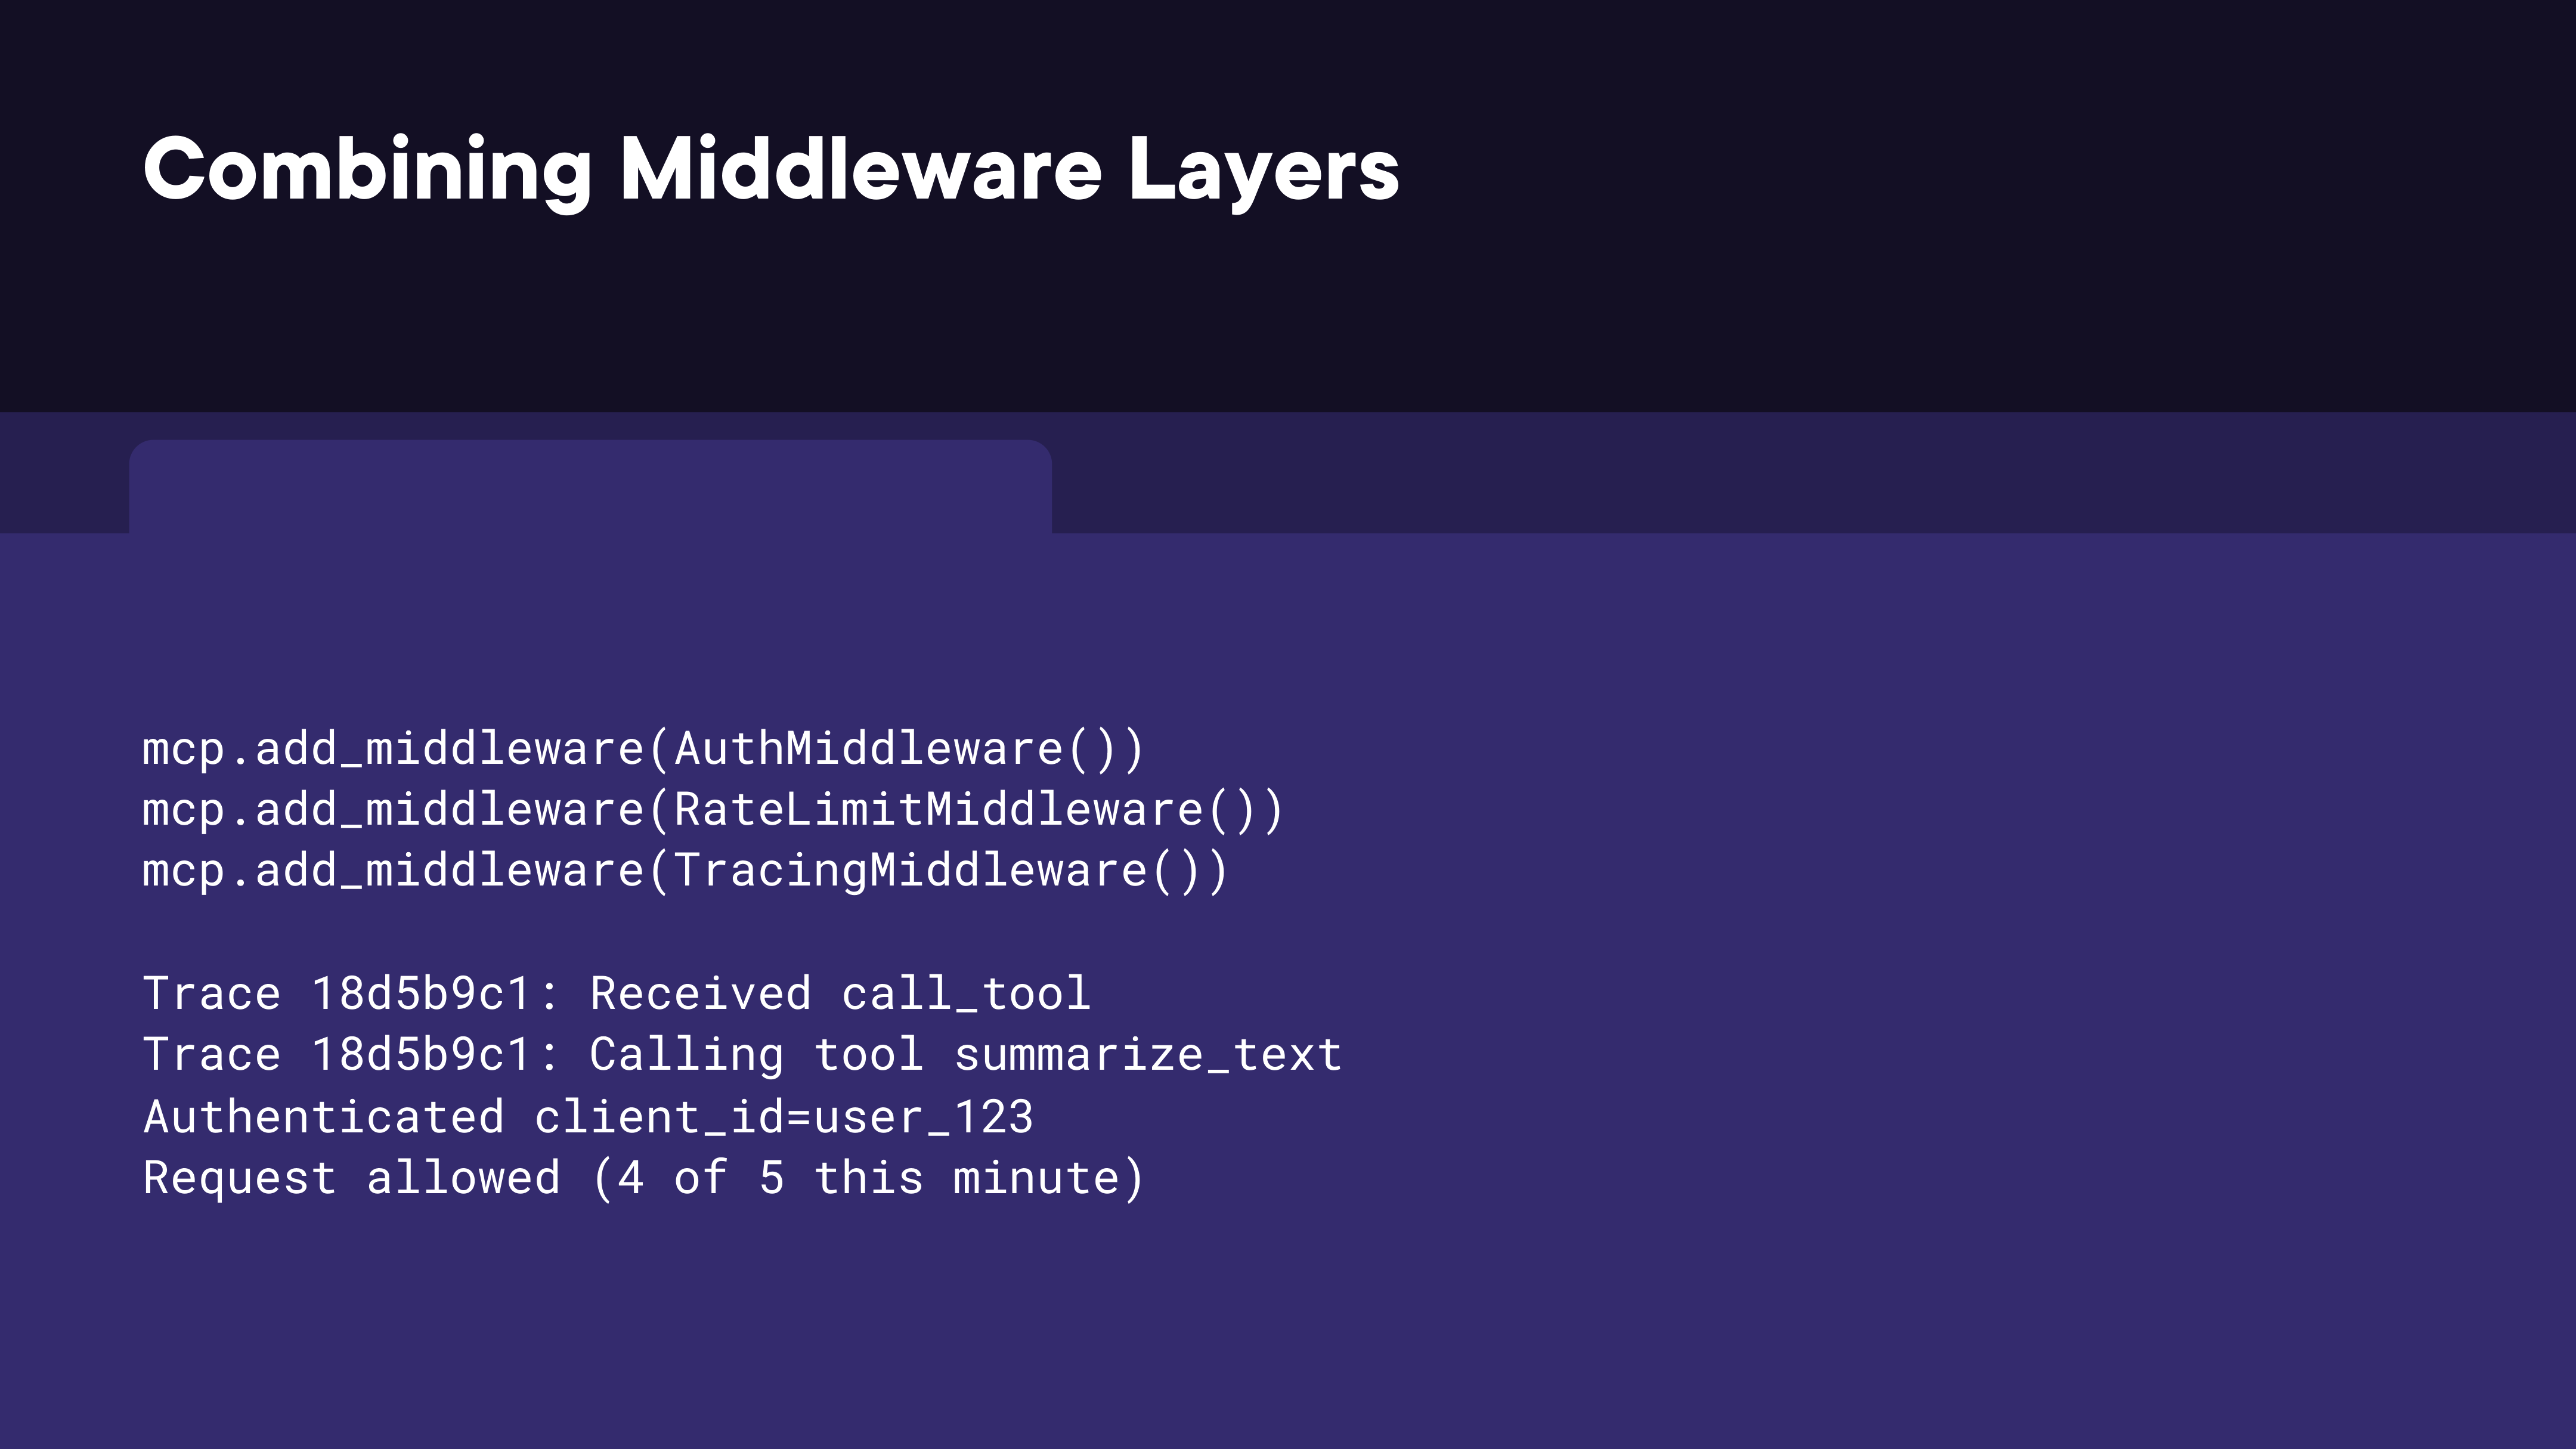 Combining Middleware Layers
mcp.add_middleware(AuthMiddleware())
mcp.add_middleware(RateLimitMiddleware())
mcp.add_middleware(TracingMiddleware())
Trace 18d5b9c1: Received call_tool
Trace 18d5b9c1: Calling tool summarize_text
Authenticated client_id=user_123
Request allowed (4 of 5 this minute)